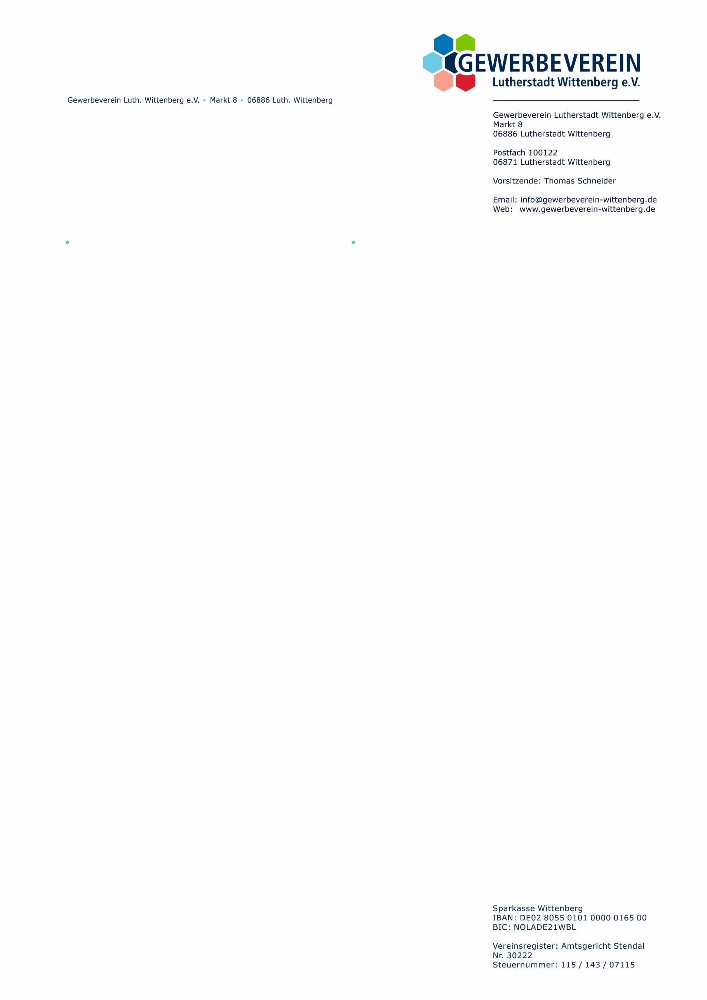 GEWERBEVEREIN
Lutherstadt Wittenberg e.V.
Gewerbeverein Luth. Wittenberg e.V. • Markt 8 • 06886 Luth. Wittenberg
Gewerbeverein Lutherstadt Wittenberg e.V.
Markt 8
06886 Lutherstadt Wittenberg
Postfach 100122
06871 Lutherstadt Wittenberg
Vorsitzende: Thomas Schneider
Email: info@gewerbeverein-wittenberg.de
Web: www.gewerbeverein-wittenberg.de
Sparkasse Wittenberg
IBAN: DE02 8055 0101 0000 0165 00
BIC: NOLADE21WBL
Vereinsregister: Amtsgericht Stendal
Nr. 30222
Steuernummer: 115 / 143 / 07115